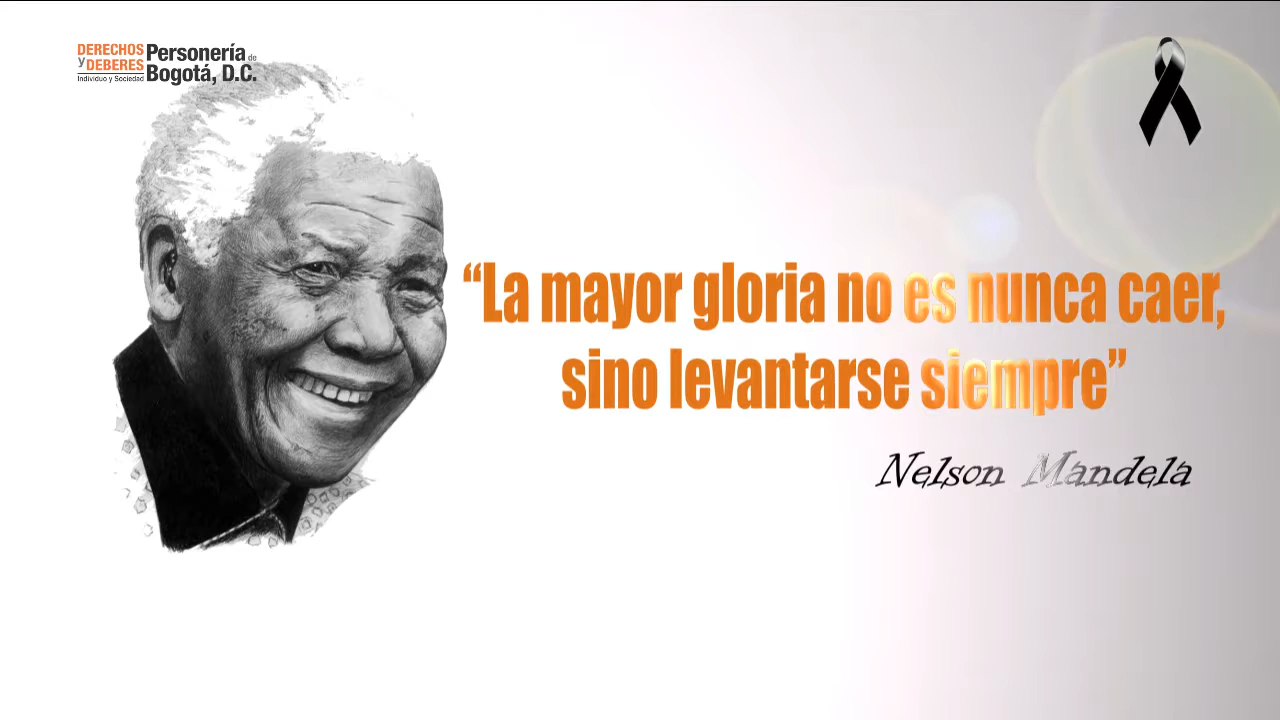 DERECHOS
y DEBERES
Individuo y Sociedad
Personería de
Bogotá, D.C.
“La mayor gloria no es nunca caer,
sino levantarse siempre”
Nelson Mandela